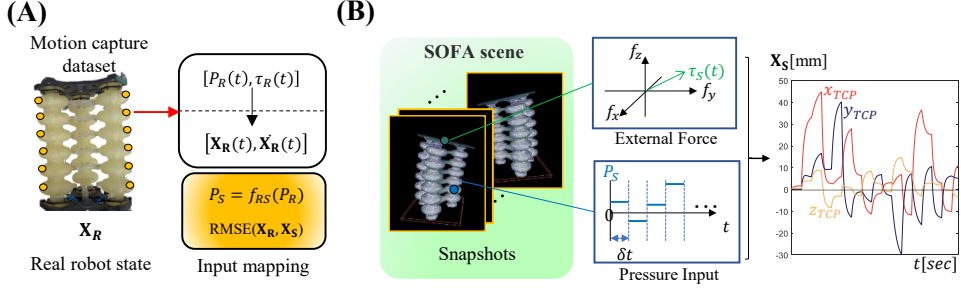 (A)
Motion capture
dataset
X_R
Real robot state
[P_R(t), τ_R(t)]
[X_R(t), Ẋ_R(t)]
P_S = f_RS(P_R)
RMSE(X_R, X_S)
Input mapping
(B)
SOFA scene
Snapshots
f_z
τ_S(t)
f_y
f_x
External Force
P_S
0
t
δt
Pressure Input
X_S[mm]
50
40
30
20
10
0
-10
-20
-30
x_TCP
y_TCP
z_TCP
t[sec]